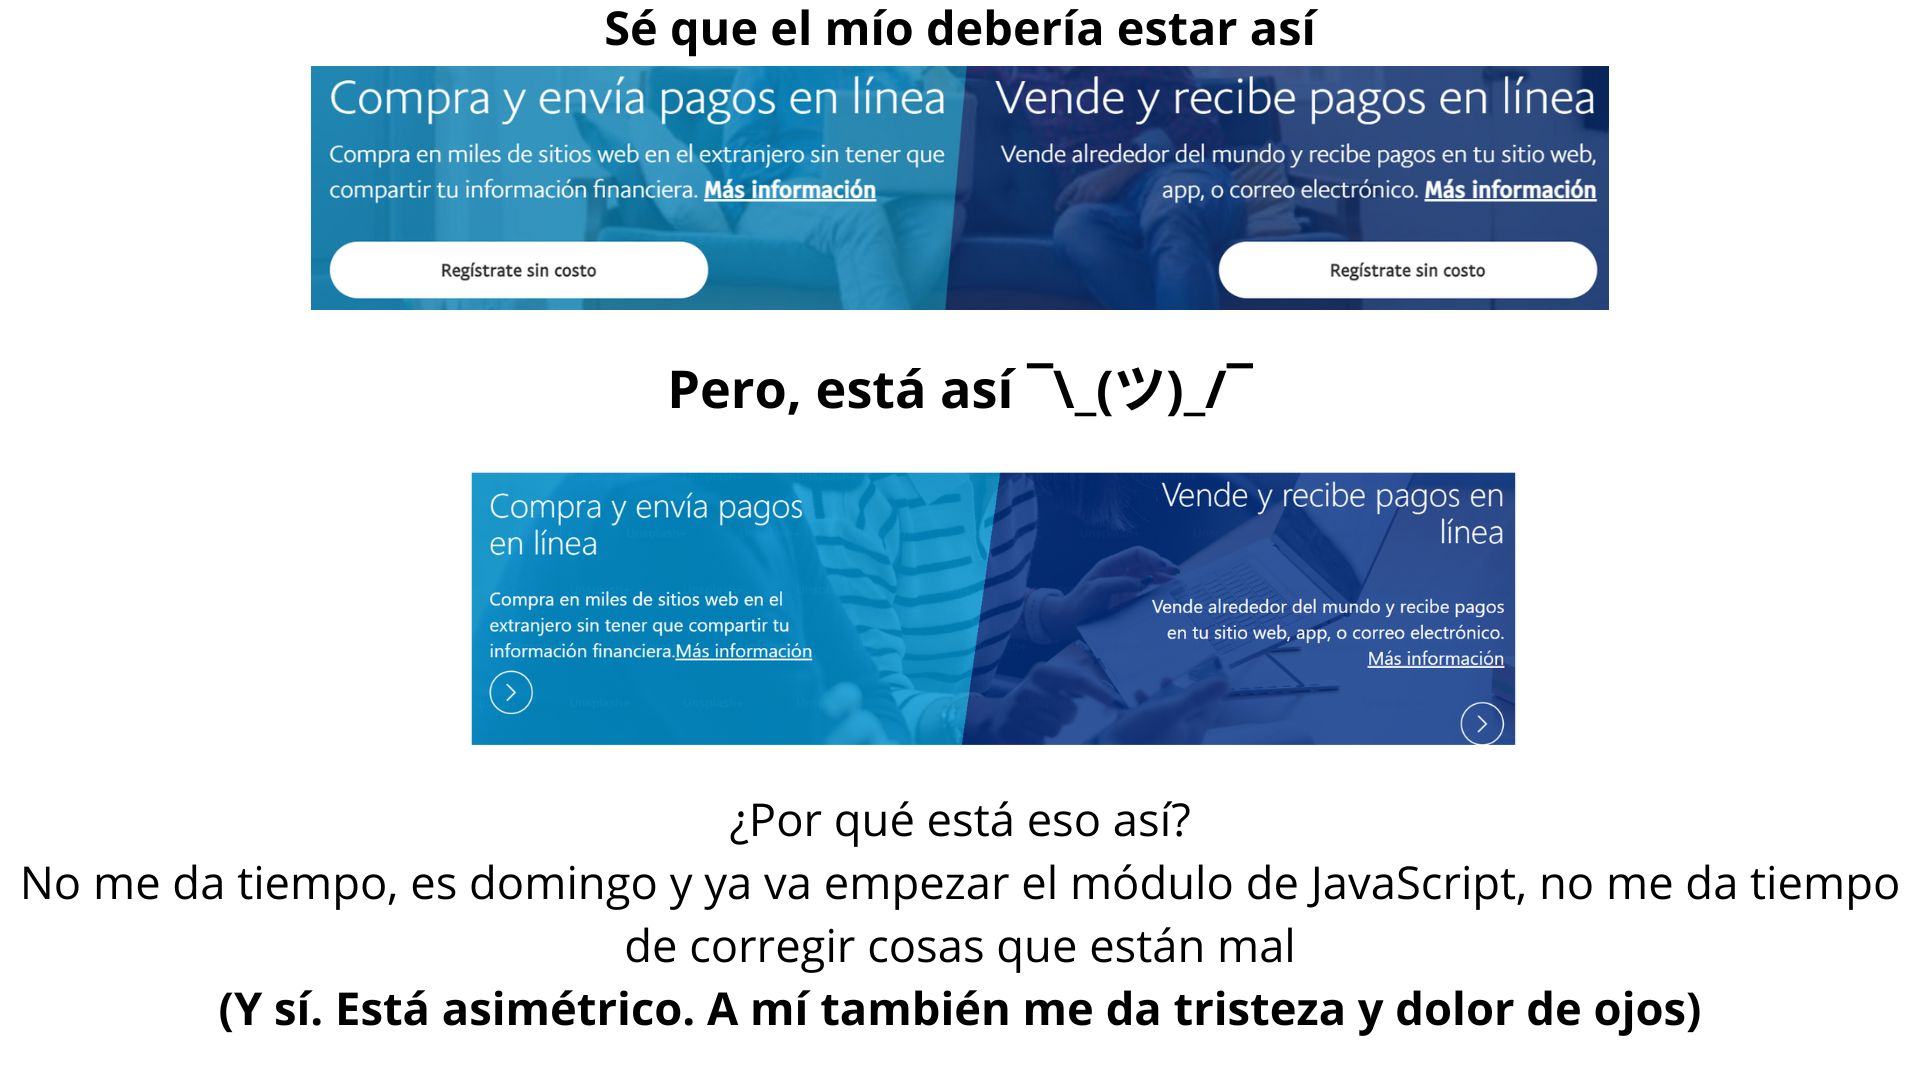 Sé que el mío debería estar así
Compra y envía pagos en línea
Compra en miles de sitios web en el extranjero sin tener que
compartir tu información financiera. Más información
Regístrate sin costo
Vende y recibe pagos en línea
Vende alrededor del mundo y recibe pagos en tu sitio web,
app, o correo electrónico. Más información
Regístrate sin costo
Pero, está así ¯\_(ツ)_/¯
Compra y envía pagos
en línea
Compra en miles de sitios web en el
extranjero sin tener que compartir tu
información financiera.Más información
Vende y recibe pagos en
línea
Vende alrededor del mundo y recibe pagos
en tu sitio web, app, o correo electrónico.
Más información
¿Por qué está eso así?
No me da tiempo, es domingo y ya va empezar el módulo de JavaScript, no me da tiempo
de corregir cosas que están mal
(Y sí. Está asimétrico. A mí también me da tristeza y dolor de ojos)